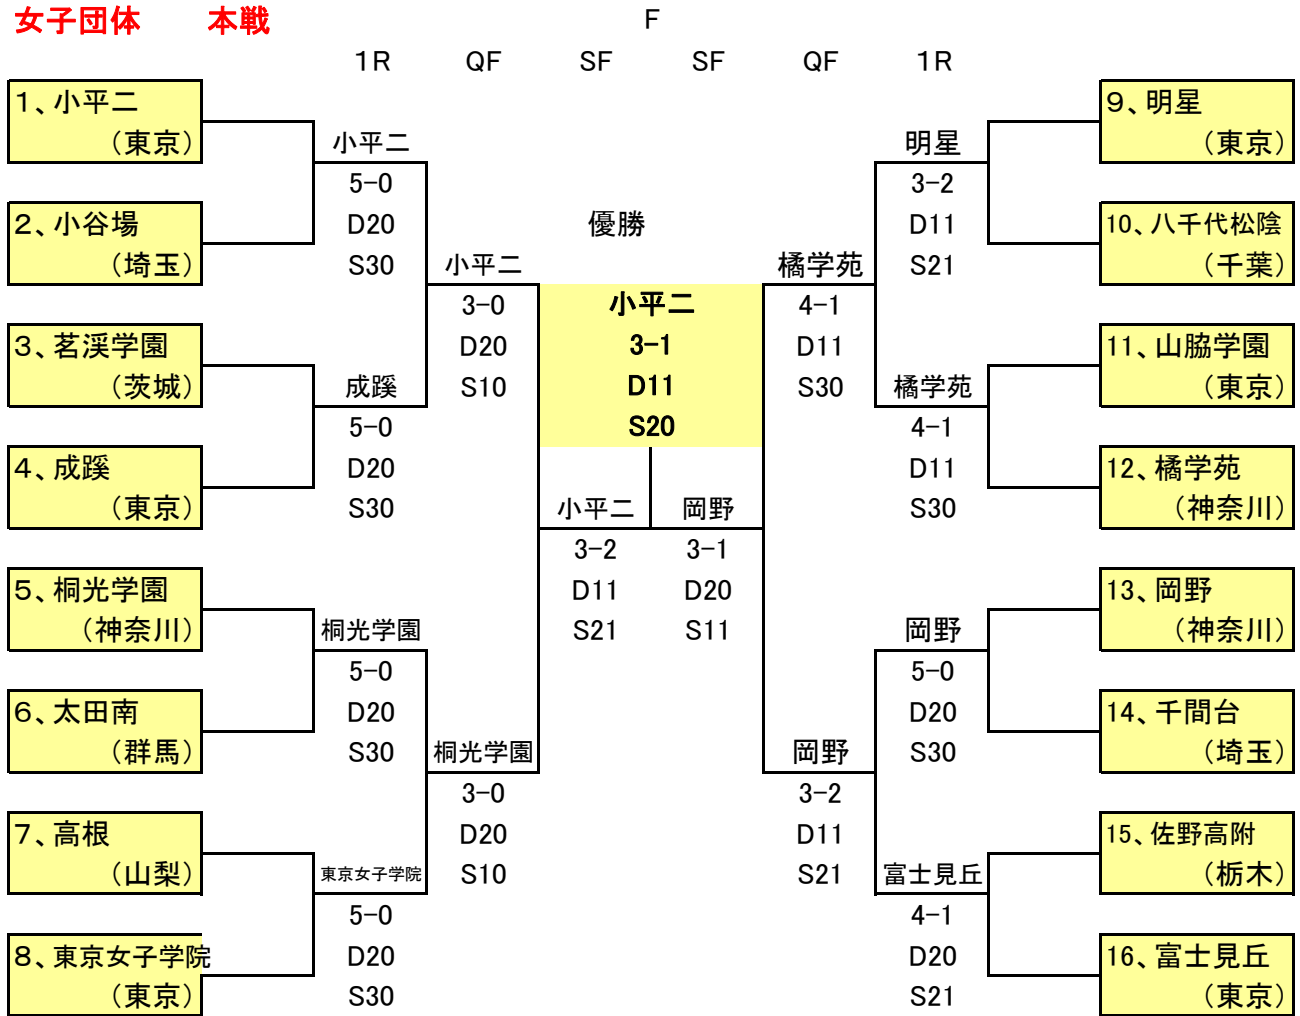 女子団体 本戦
F
1R QF SF SF QF 1R
1、小平二
（東京）
2、小谷場
（埼玉）
3、茗溪学園
（茨城）
4、成蹊
（東京）
5、桐光学園
（神奈川）
6、太田南
（群馬）
7、高根
（山梨）
8、東京女子学院
（東京）
小平二
5-0
D20
S30
成蹊
5-0
D20
S30
桐光学園
5-0
D20
S30
東京女子学院
5-0
D20
S30
小平二
3-0
D20
S10
桐光学園
3-0
D20
S10
優勝
小平二
3-1
D11
S20
小平二
3-2
D11
S21
岡野
3-1
D20
S11
橘学苑
4-1
D11
S30
岡野
3-2
D11
S21
明星
3-2
D11
S21
橘学苑
4-1
D11
S30
岡野
5-0
D20
S30
富士見丘
4-1
D20
S21
9、明星
（東京）
10、八千代松陰
（千葉）
11、山脇学園
（東京）
12、橘学苑
（神奈川）
13、岡野
（神奈川）
14、千間台
（埼玉）
15、佐野高附
（栃木）
16、富士見丘
（東京）